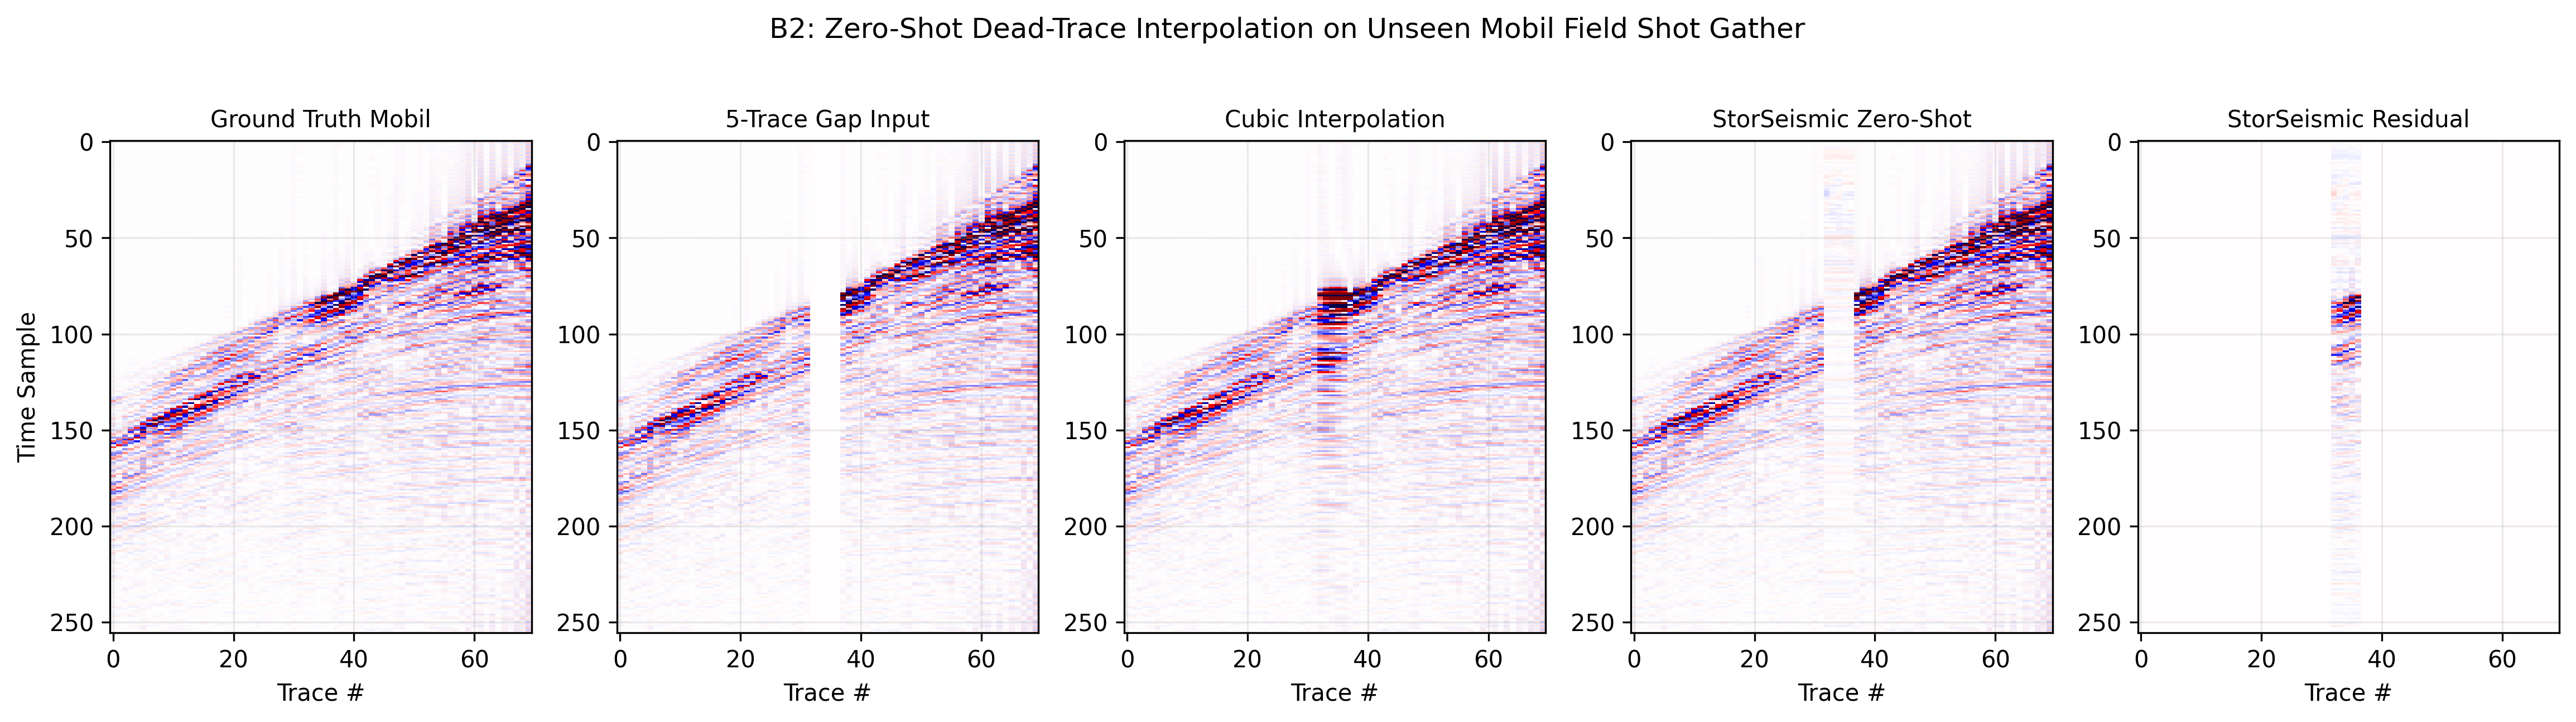 B2: Zero-Shot Dead-Trace Interpolation on Unseen Mobil Field Shot Gather
Ground Truth Mobil
5-Trace Gap Input
Cubic Interpolation
StorSeismic Zero-Shot
StorSeismic Residual
Time Sample
0
50
100
150
200
250
0 20 40 60
Trace #
0
50
100
150
200
250
0 20 40 60
Trace #
0
50
100
150
200
250
0 20 40 60
Trace #
0
50
100
150
200
250
0 20 40 60
Trace #
0
50
100
150
200
250
0 20 40 60
Trace #